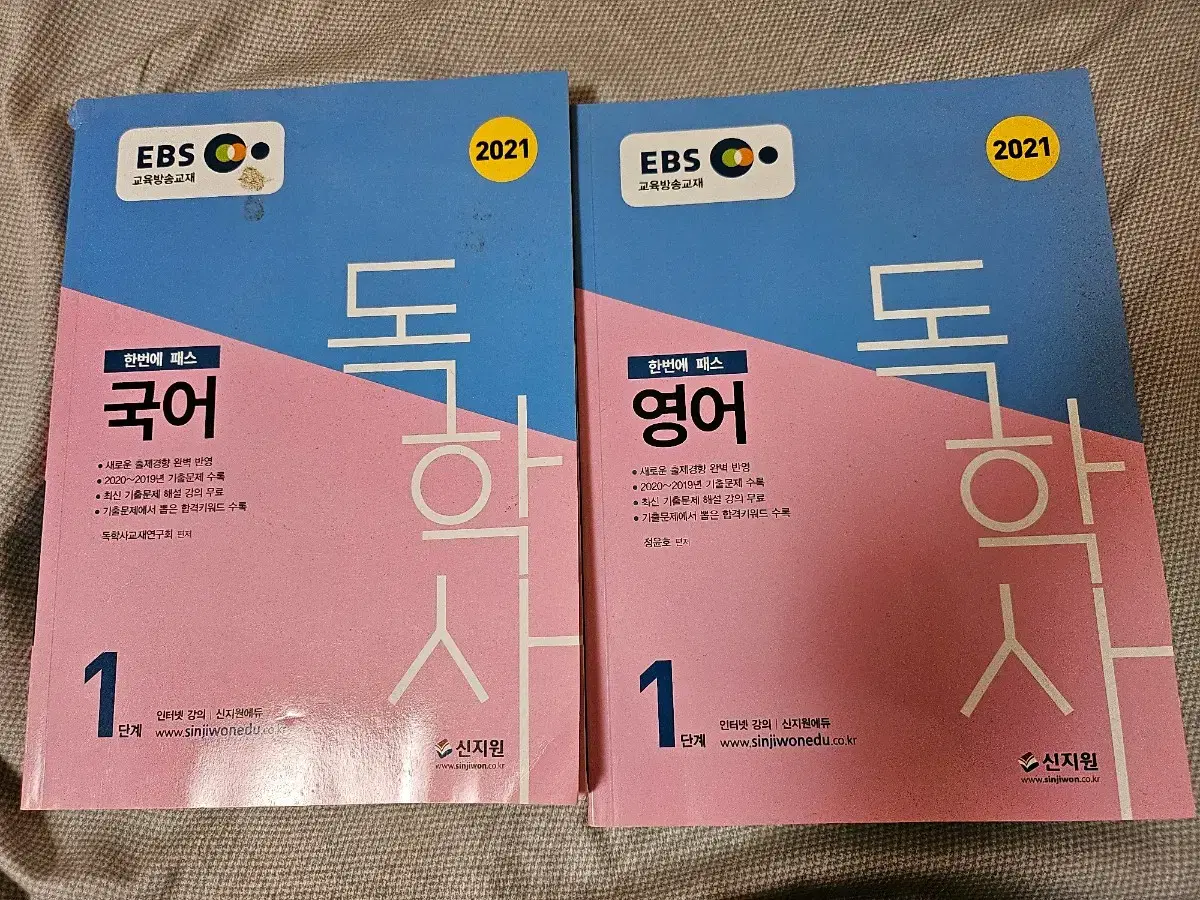 EBS
교육방송교재
2021
독학사
한번에 패스
국어
• 새로운 출제경향 완벽 반영
• 2020~2019년 기출문제 수록
• 최신 기출문제 해설 강의 무료
• 기출문제에서 뽑은 합격키워드 수록
독학사교재연구회 편저
1단계
인터넷 강의 | 신지원에듀
www.sinjiwonedu.co.kr
신지원
www.sinjiwon.co.kr
EBS
교육방송교재
2021
독학사
한번에 패스
영어
• 새로운 출제경향 완벽 반영
• 2020~2019년 기출문제 수록
• 최신 기출문제 해설 강의 무료
• 기출문제에서 뽑은 합격키워드 수록
정윤호 편저
1단계
인터넷 강의 | 신지원에듀
www.sinjiwonedu.co.kr
신지원
www.sinjiwon.co.kr